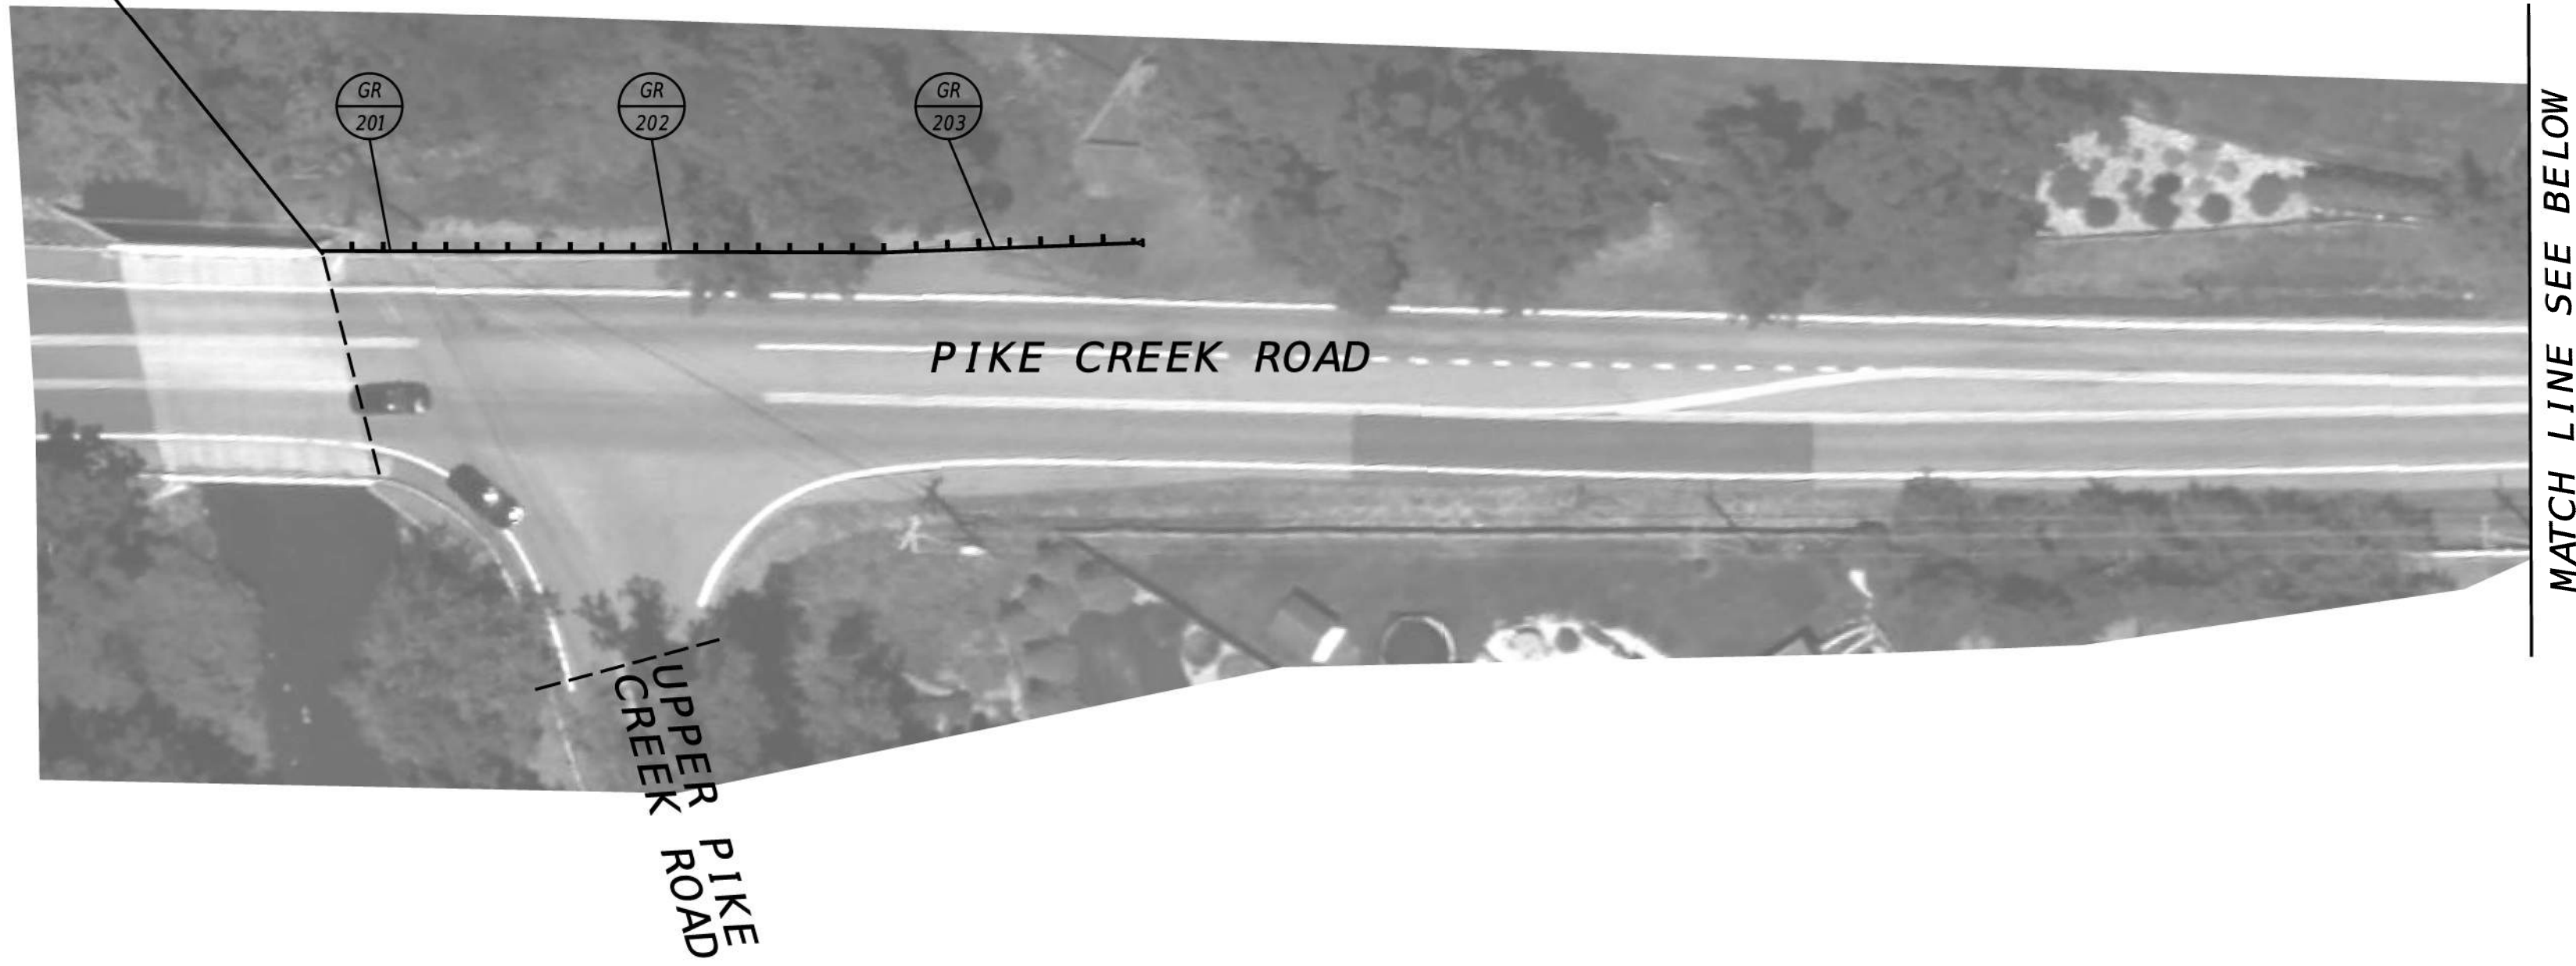 GR
201
GR
202
GR
203
PIKE CREEK ROAD
UPPER PIKE
CREEK ROAD
MATCH LINE SEE BELOW